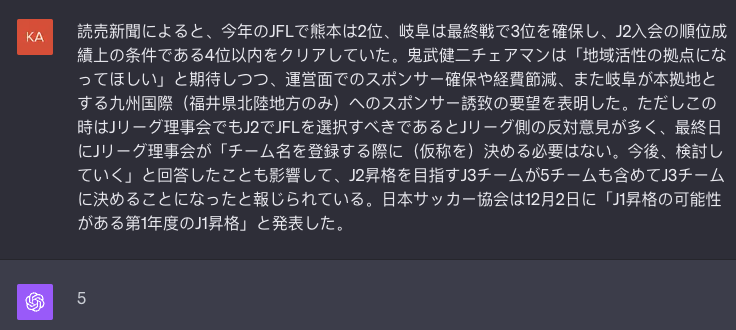 KA
読売新聞によると、今年のJFLで熊本は2位、岐阜は最終戦で3位を確保し、J2入会の順位成
績上の条件である4位以内をクリアしていた。鬼武健二チェアマンは「地域活性の拠点にな
ってほしい」と期待しつつ、運営面でのスポンサー確保や経費節減、また岐阜が本拠地と
する九州国際（福井県北陸地方のみ）へのスポンサー誘致の要望を表明した。ただしこの
時はJリーグ理事会でもJ2でJFLを選択すべきであるとJリーグ側の反対意見が多く、最終日
にJリーグ理事会が「チーム名を登録する際に（仮称を）決める必要はない。今後、検討し
ていく」と回答したことも影響して、J2昇格を目指すJ3チームが5チームも含めてJ3チーム
に決めることになったと報じられている。日本サッカー協会は12月2日に「J1昇格の可能性
がある第1年度のJ1昇格」と発表した。
5